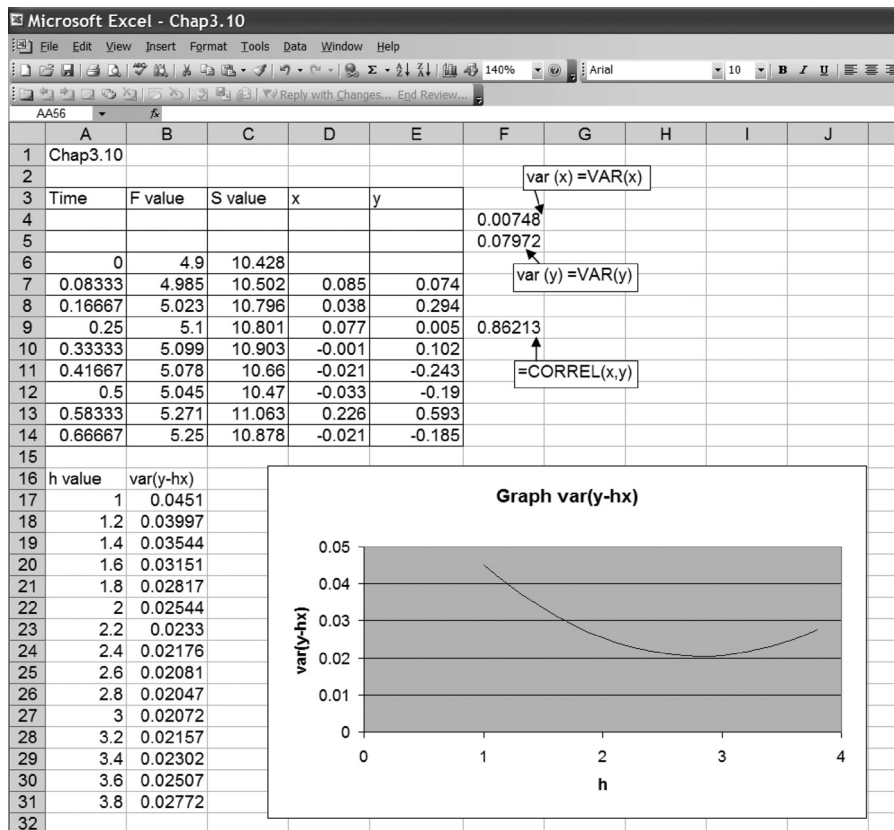 Microsoft Excel - Chap3.10
File Edit View Insert Format Tools Data Window Help
140% Arial 10 B I U
Reply with Changes... End Review...
AA56 fx
A B C D E F G H I J
1 Chap3.10
2 var (x) =VAR(x)
3 Time F value S value x y
4 0.00748
5 0.07972
6 0 4.9 10.428
var (y) =VAR(y)
7 0.08333 4.985 10.502 0.085 0.074
8 0.16667 5.023 10.796 0.038 0.294
9 0.25 5.1 10.801 0.077 0.005 0.86213
10 0.33333 5.099 10.903 -0.001 0.102
11 0.41667 5.078 10.66 -0.021 -0.243 =CORREL(x,y)
12 0.5 5.045 10.47 -0.033 -0.19
13 0.58333 5.271 11.063 0.226 0.593
14 0.66667 5.25 10.878 -0.021 -0.185
15
16 h value var(y-hx)
17 1 0.0451
18 1.2 0.03997
19 1.4 0.03544
20 1.6 0.03151
21 1.8 0.02817
22 2 0.02544
23 2.2 0.0233
24 2.4 0.02176
25 2.6 0.02081
26 2.8 0.02047
27 3 0.02072
28 3.2 0.02157
29 3.4 0.02302
30 3.6 0.02507
31 3.8 0.02772
32
Graph var(y-hx)
var(y-hx)
0.05
0.04
0.03
0.02
0.01
0
0 1 2 3 4
h